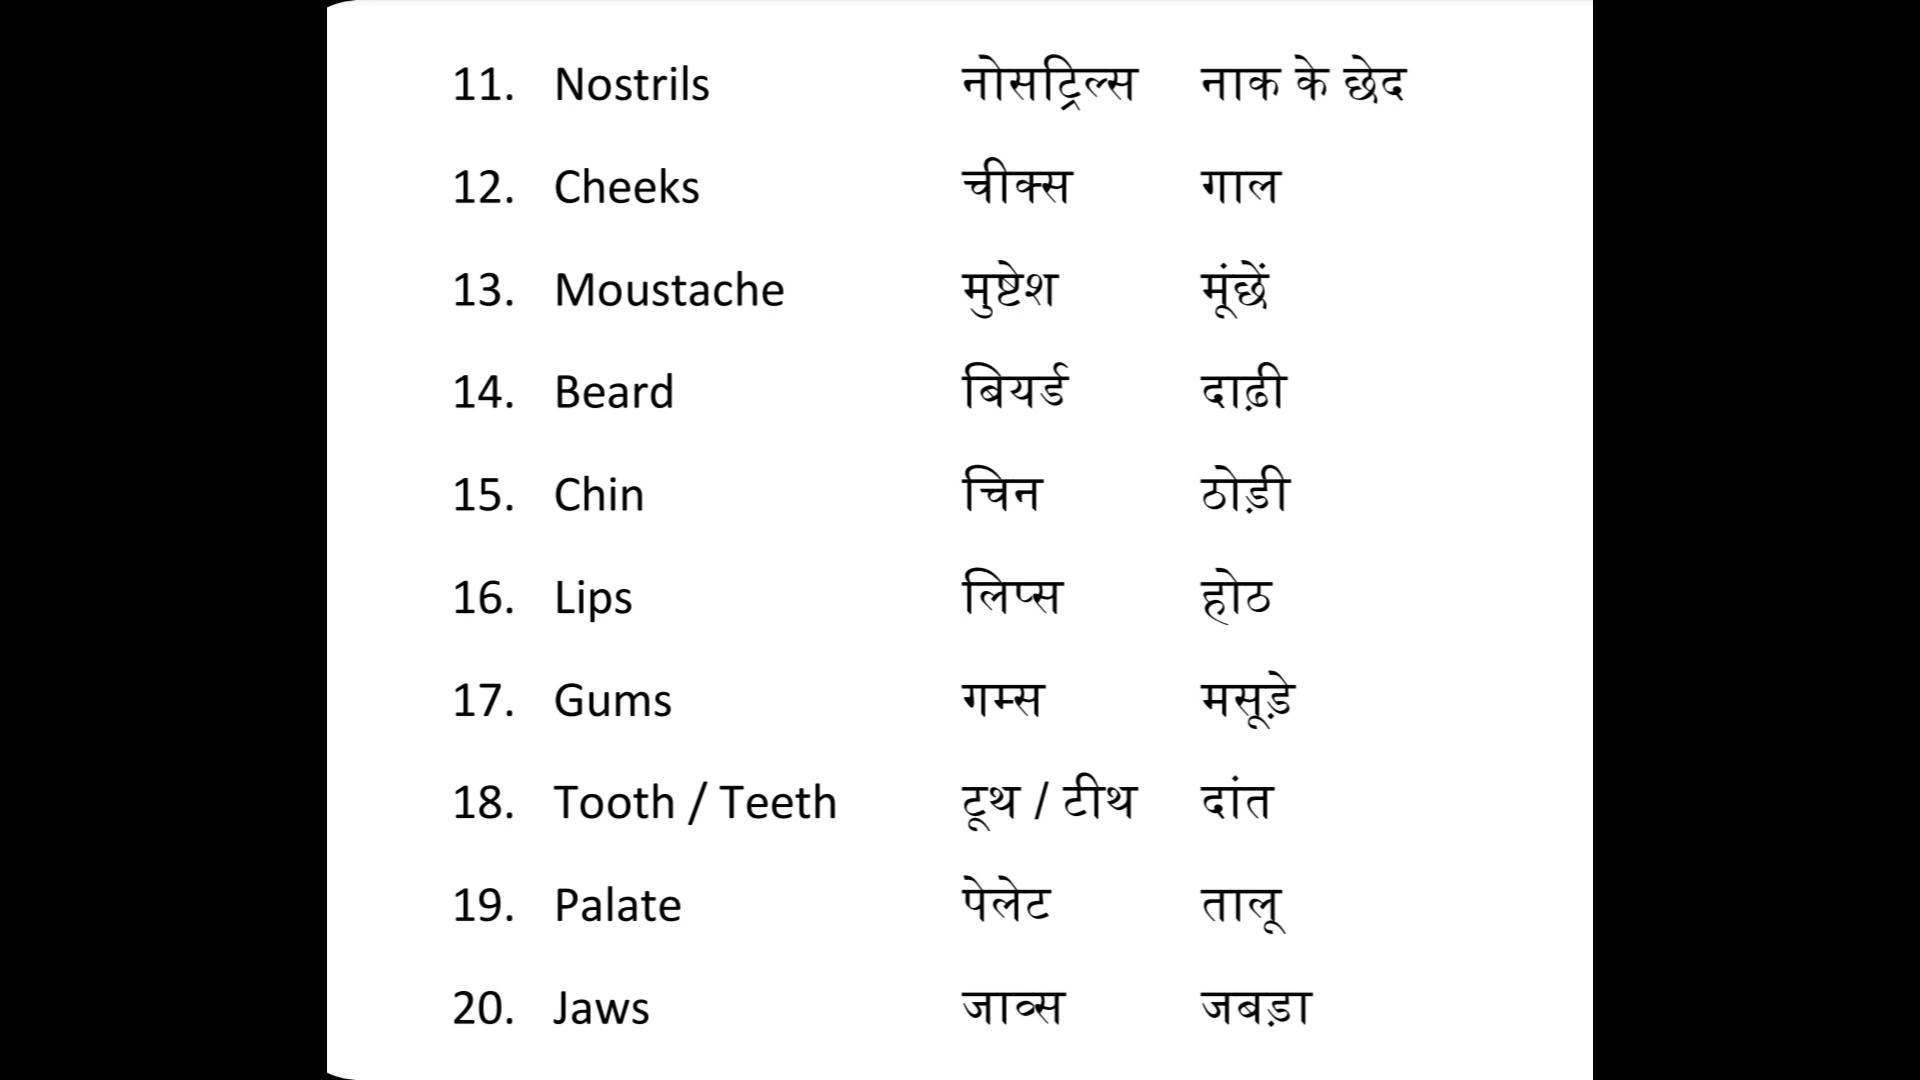 11. Nostrils नोसट्रिल्स नाक के छेद
12. Cheeks चीक्स गाल
13. Moustache मुष्टेश मूंछें
14. Beard बियर्ड दाढ़ी
15. Chin चिन ठोड़ी
16. Lips लिप्स होठ
17. Gums गम्स मसूड़े
18. Tooth / Teeth टूथ / टीथ दांत
19. Palate पेलेट तालू
20. Jaws जाव्स जबड़ा